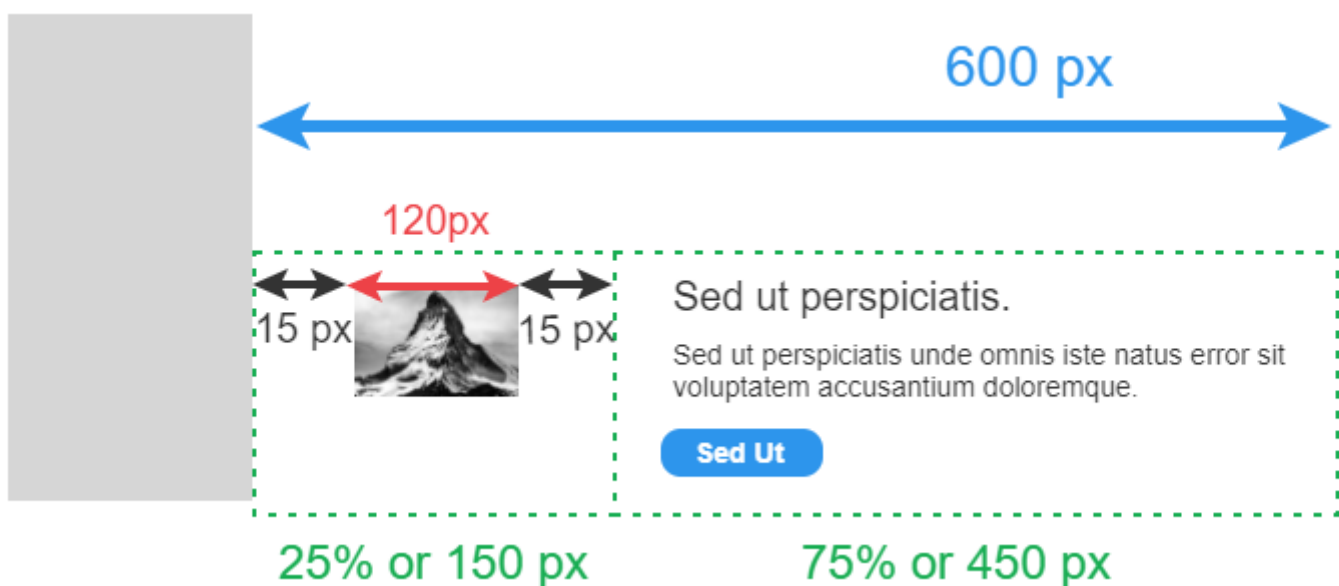 600 px
120px
15 px
15 px
Sed ut perspiciatis.
Sed ut perspiciatis unde omnis iste natus error sit
voluptatem accusantium doloremque.
Sed Ut
25% or 150 px
75% or 450 px